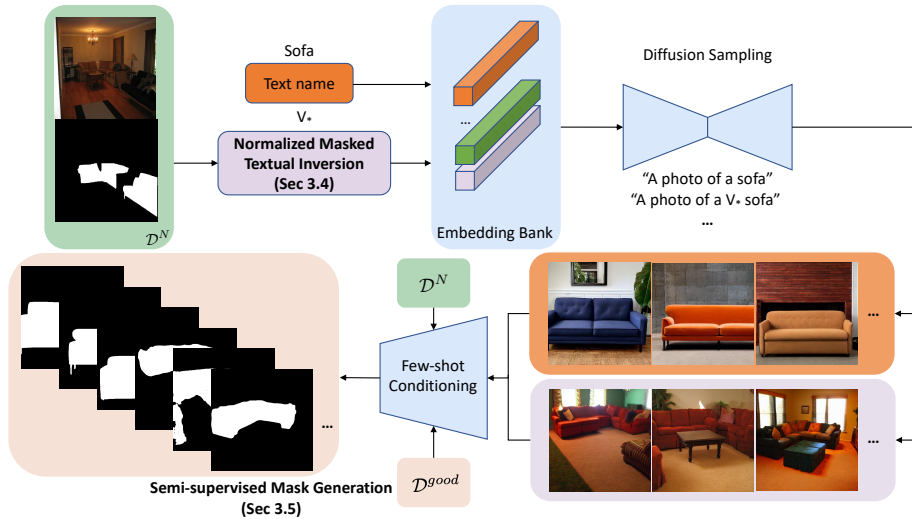 Sofa
Text name
V*
Normalized Masked
Textual Inversion
(Sec 3.4)
𝒟^N
...
Embedding Bank
Diffusion Sampling
“A photo of a sofa”
“A photo of a V* sofa”
...
...
Semi-supervised Mask Generation
(Sec 3.5)
𝒟^N
Few-shot
Conditioning
𝒟^good
...
...